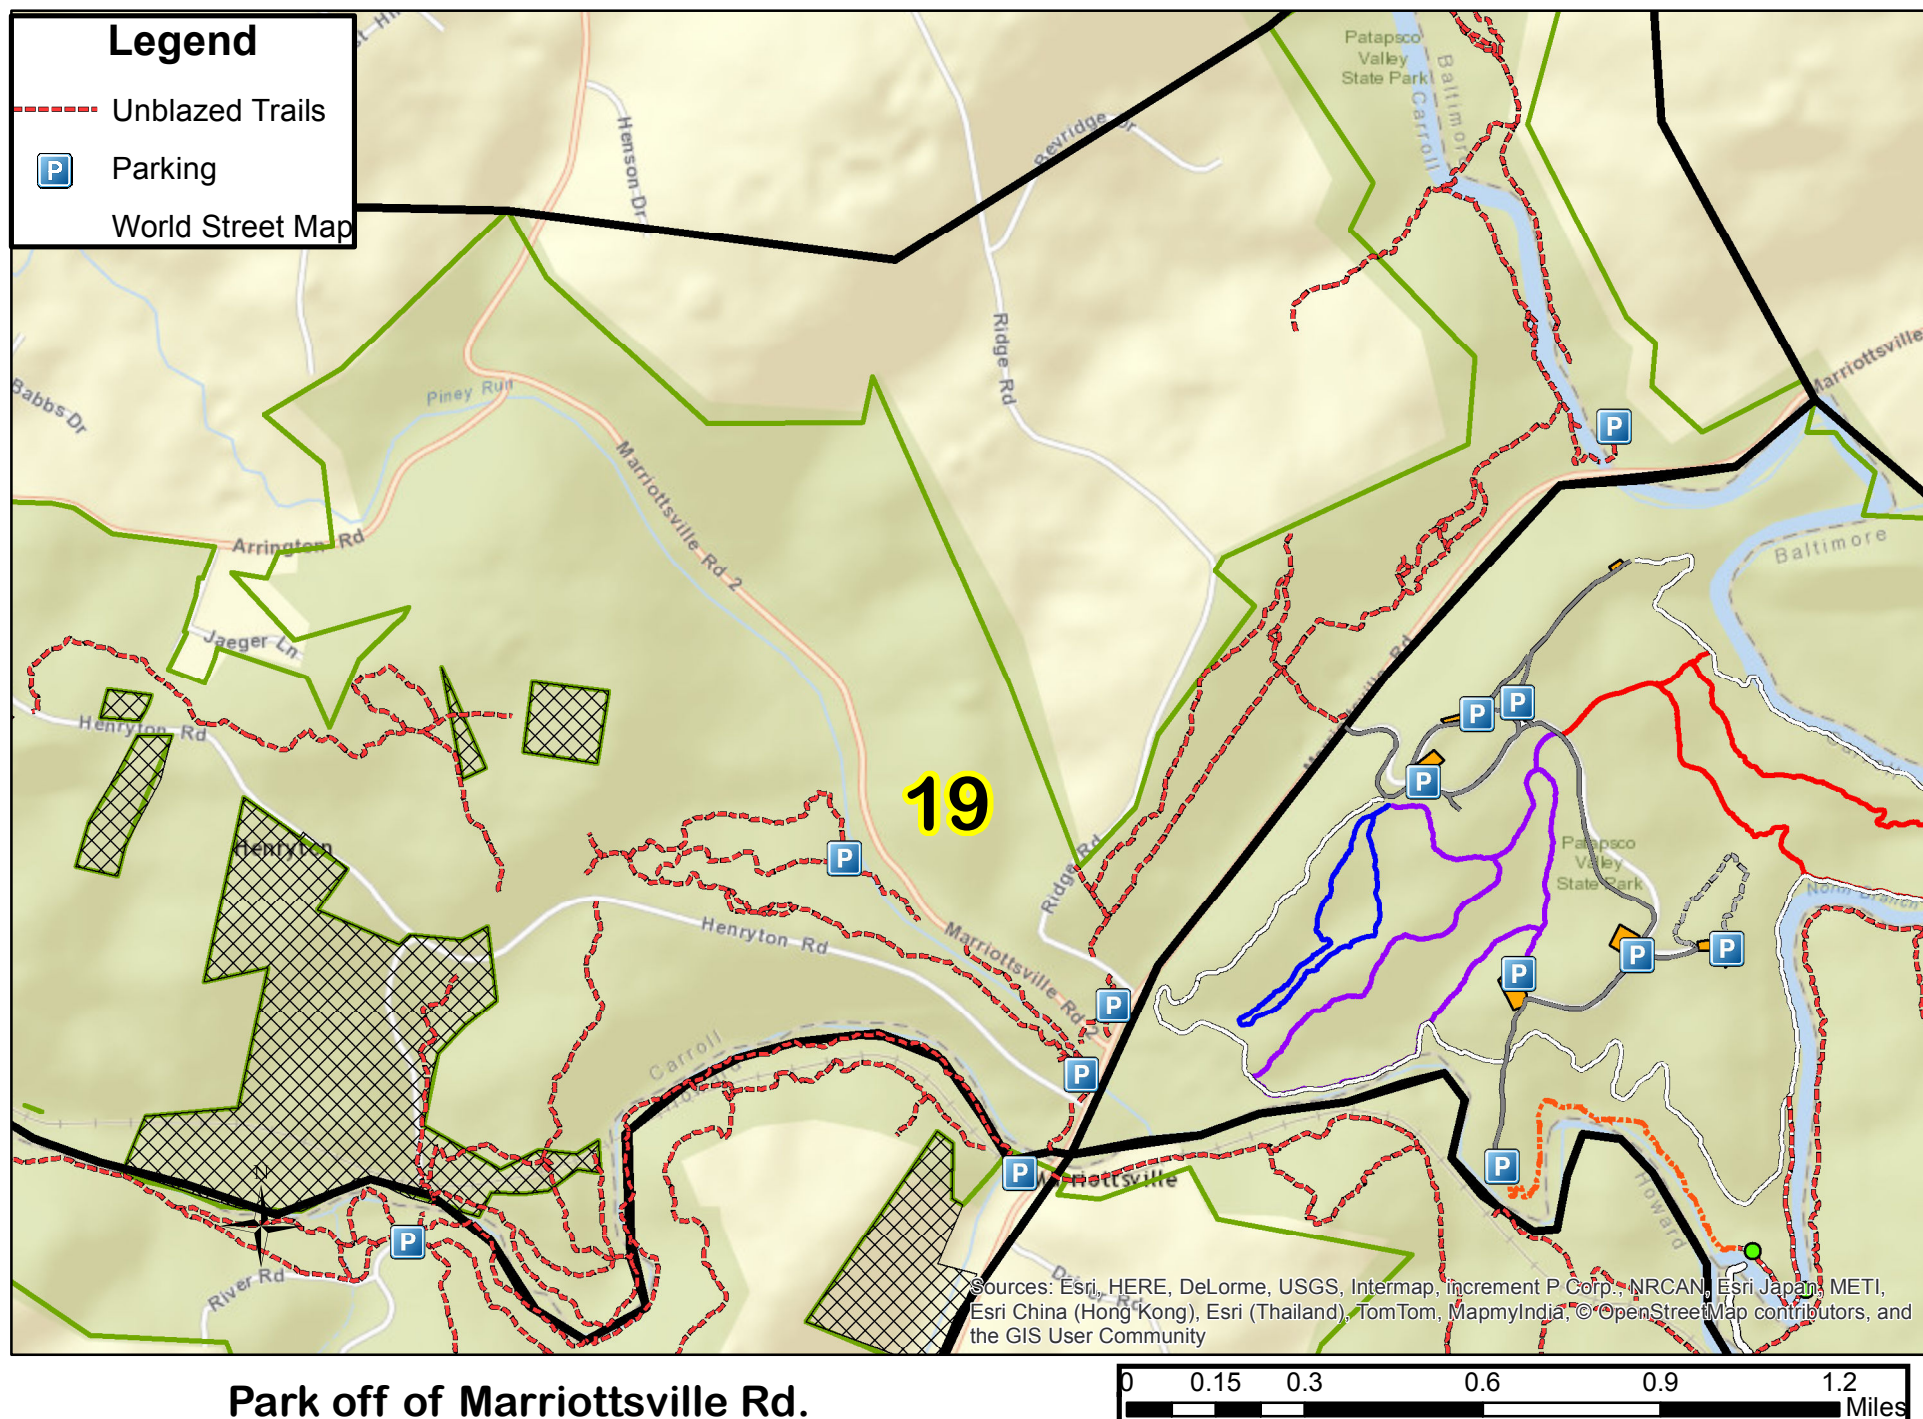 Legend
Unblazed Trails
P
Parking
World Street Map
Henson Dr
Bevridge Dr
Patapsco
Valley
State Park
Baltimore
Carroll
Ridge Rd
Piney Run
Babbs Dr
Marriottsville
Marriottsville Rd 2
P
Arrington Rd
Baltimore
Jaeger Ln
Henryton Rd
P
P
P
19
Henryton
P
Patapsco
Valley
State Park
Ridge Rd
North Branch
Henryton Rd
Marriottsville Rd 2
P
P
P
P
P
Carroll
N
P
P
Marriottsville
Howard
P
River Rd
Sources: Esri, HERE, DeLorme, USGS, Intermap, increment P Corp., NRCAN, Esri Japan, METI,
Esri China (Hong Kong), Esri (Thailand), TomTom, MapmyIndia, © OpenStreetMap contributors, and
the GIS User Community
Park off of Marriottsville Rd.
0 0.15 0.3 0.6 0.9 1.2
Miles